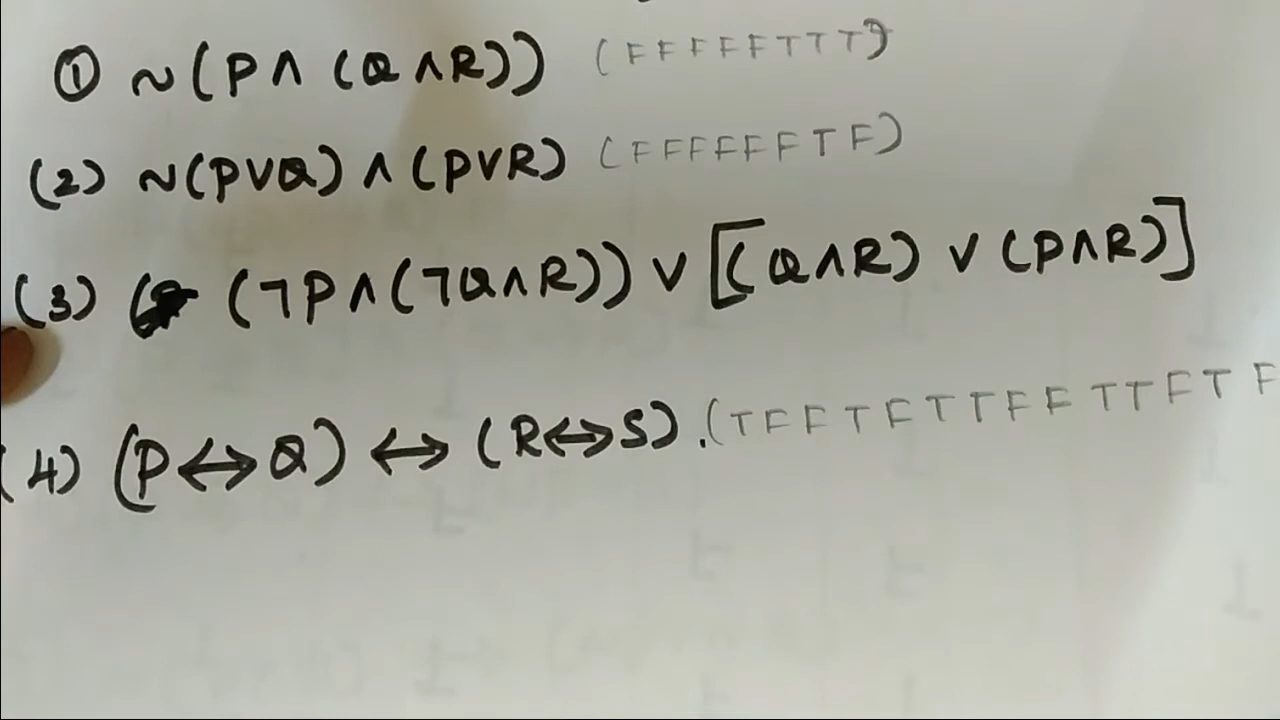 ① ~(P∧(Q∧R)) (FFFFFTTT)
(2) ~(P∨Q)∧(P∨R) (FFFFFFTF)
(3) (¬P∧(¬Q∧R))∨[(Q∧R)∨(P∧R)]
(4) (P↔Q)↔(R↔S).(TFFTFTTFFTTFTF